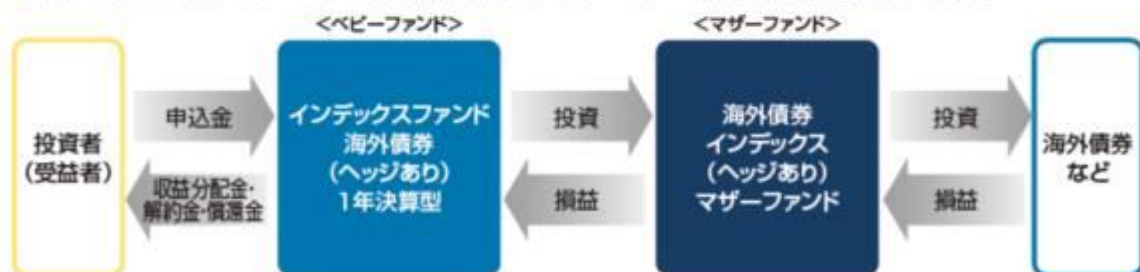 <ベビーファンド>
<マザーファンド>
投資者
(受益者)
申込金
収益分配金・
解約金・償還金
インデックスファンド
海外債券
(ヘッジあり)
1年決算型
投資
損益
海外債券
インデックス
(ヘッジあり)
マザーファンド
投資
損益
海外債券
など